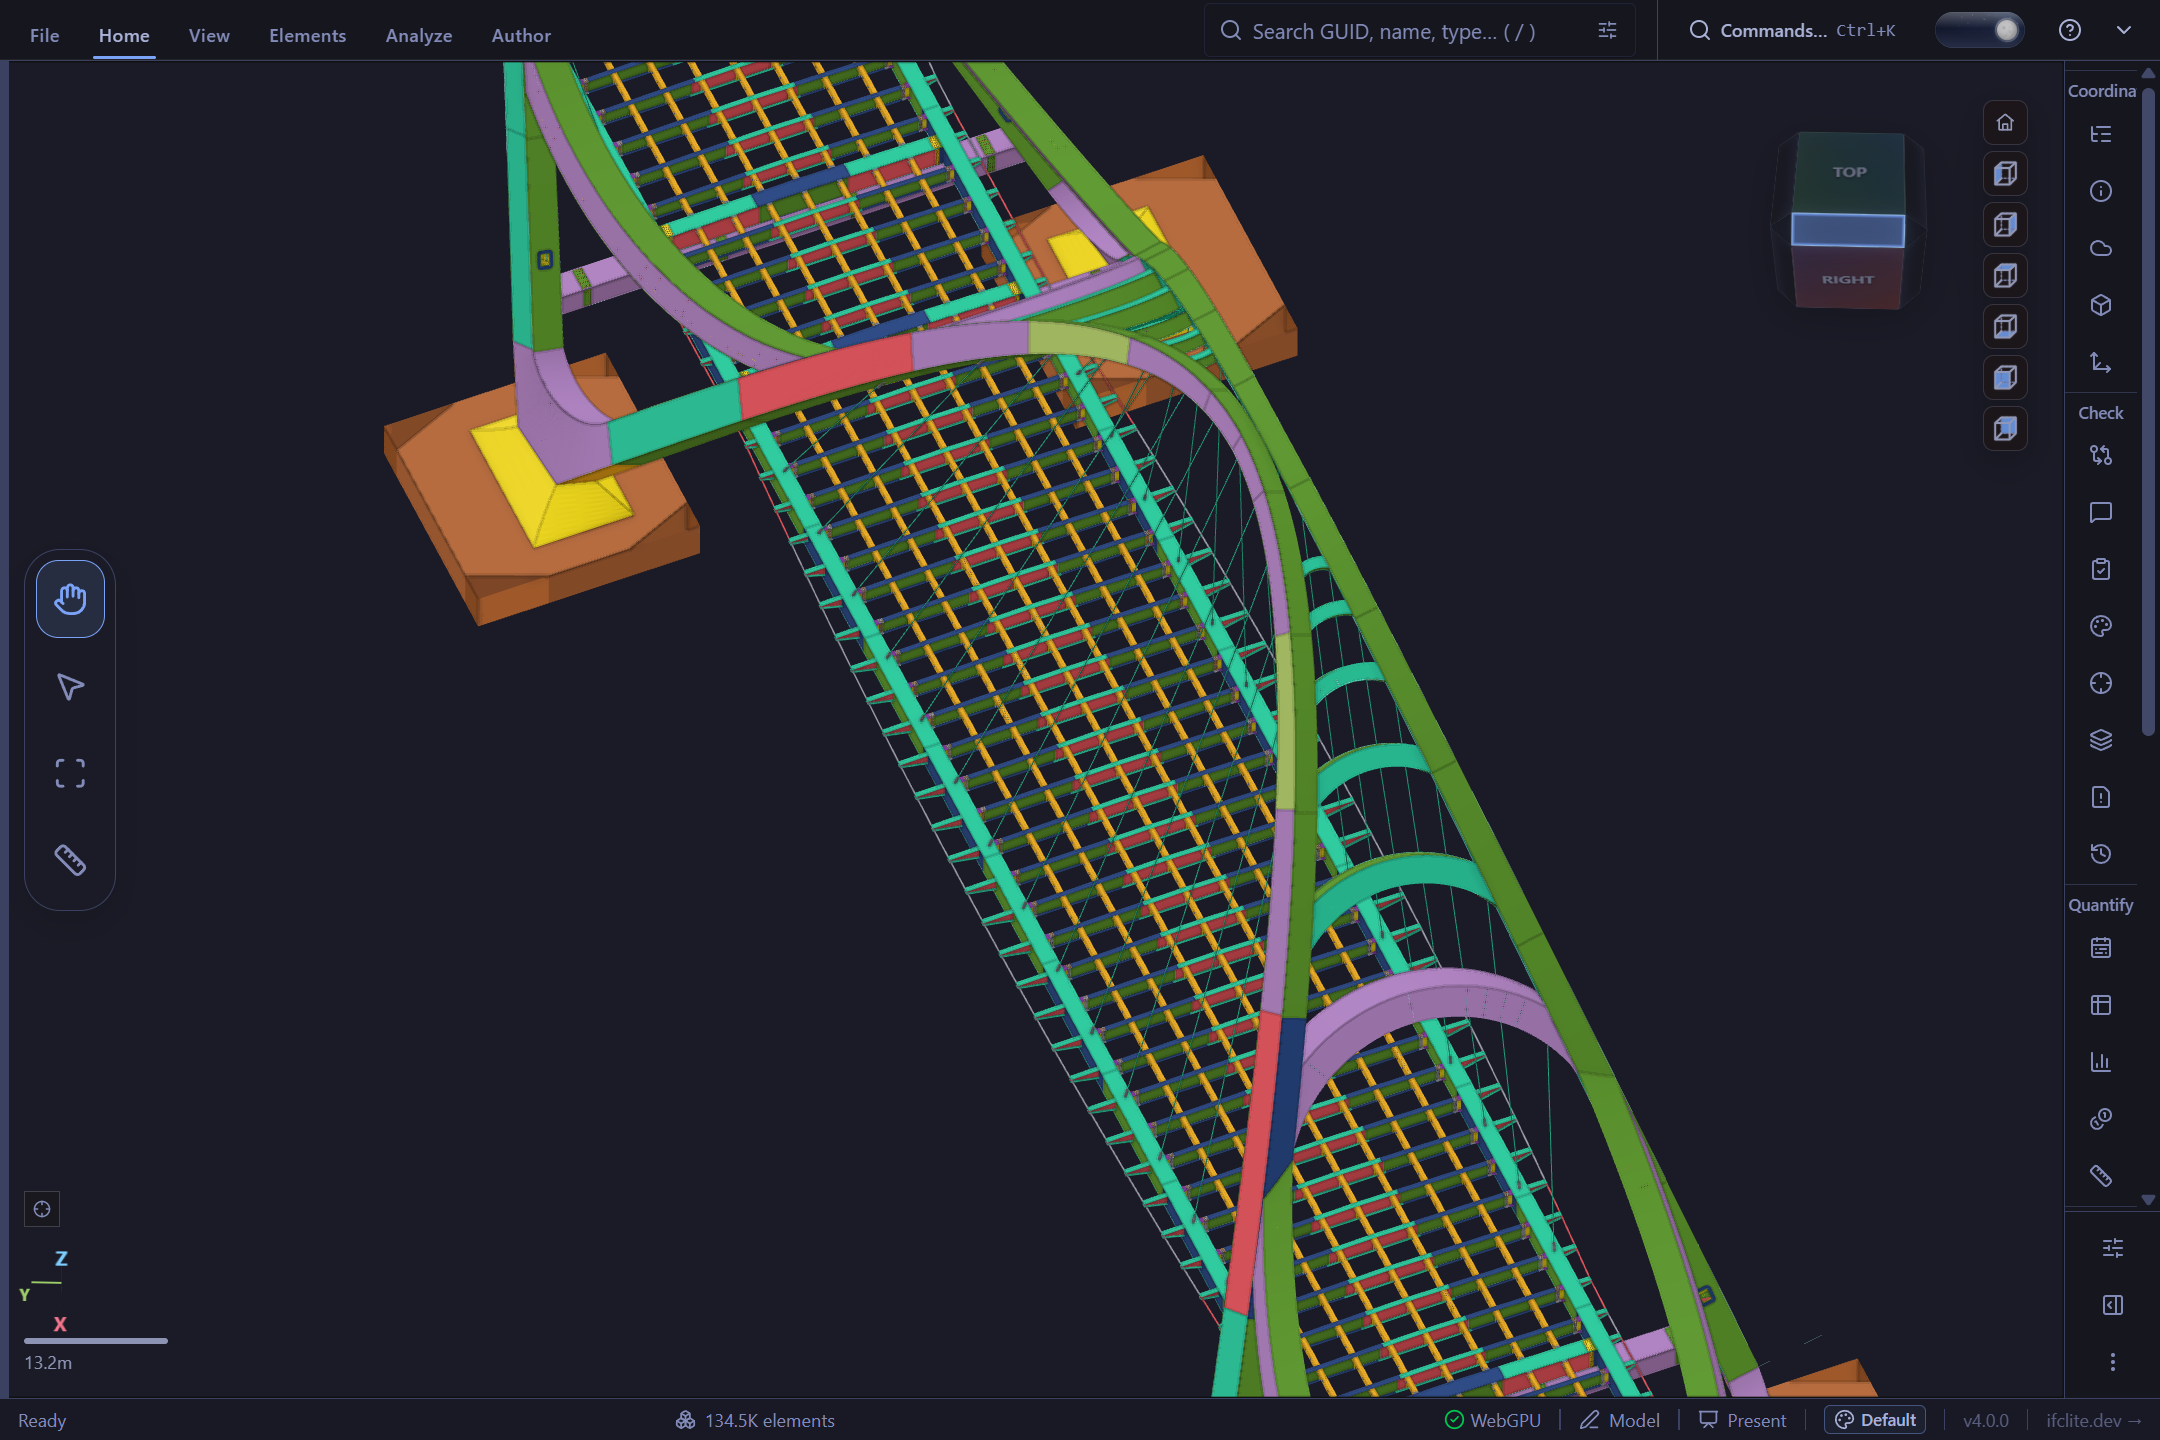 File Home View Elements Analyze Author
Search GUID, name, type... ( / )
Commands... Ctrl+K
Coordina
TOP
RIGHT
Check
Quantify
Z
Y
X
13.2m
Ready
134.5K elements
WebGPU
Model
Present
Default
v4.0.0
ifclite.dev →